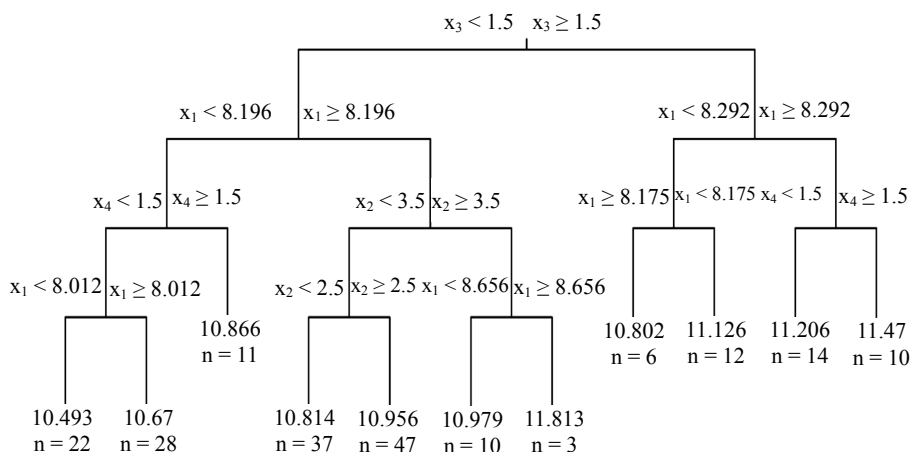 x₃ < 1.5 x₃ ≥ 1.5
x₁ < 8.196 x₁ ≥ 8.196
x₁ < 8.292 x₁ ≥ 8.292
x₄ < 1.5 x₄ ≥ 1.5
x₂ < 3.5 x₂ ≥ 3.5
x₁ ≥ 8.175 x₁ < 8.175 x₄ < 1.5 x₄ ≥ 1.5
x₁ < 8.012 x₁ ≥ 8.012
x₂ < 2.5 x₂ ≥ 2.5 x₁ < 8.656 x₁ ≥ 8.656
10.866
n = 11
10.802 11.126 11.206 11.47
n = 6 n = 12 n = 14 n = 10
10.493 10.67 10.814 10.956 10.979 11.813
n = 22 n = 28 n = 37 n = 47 n = 10 n = 3